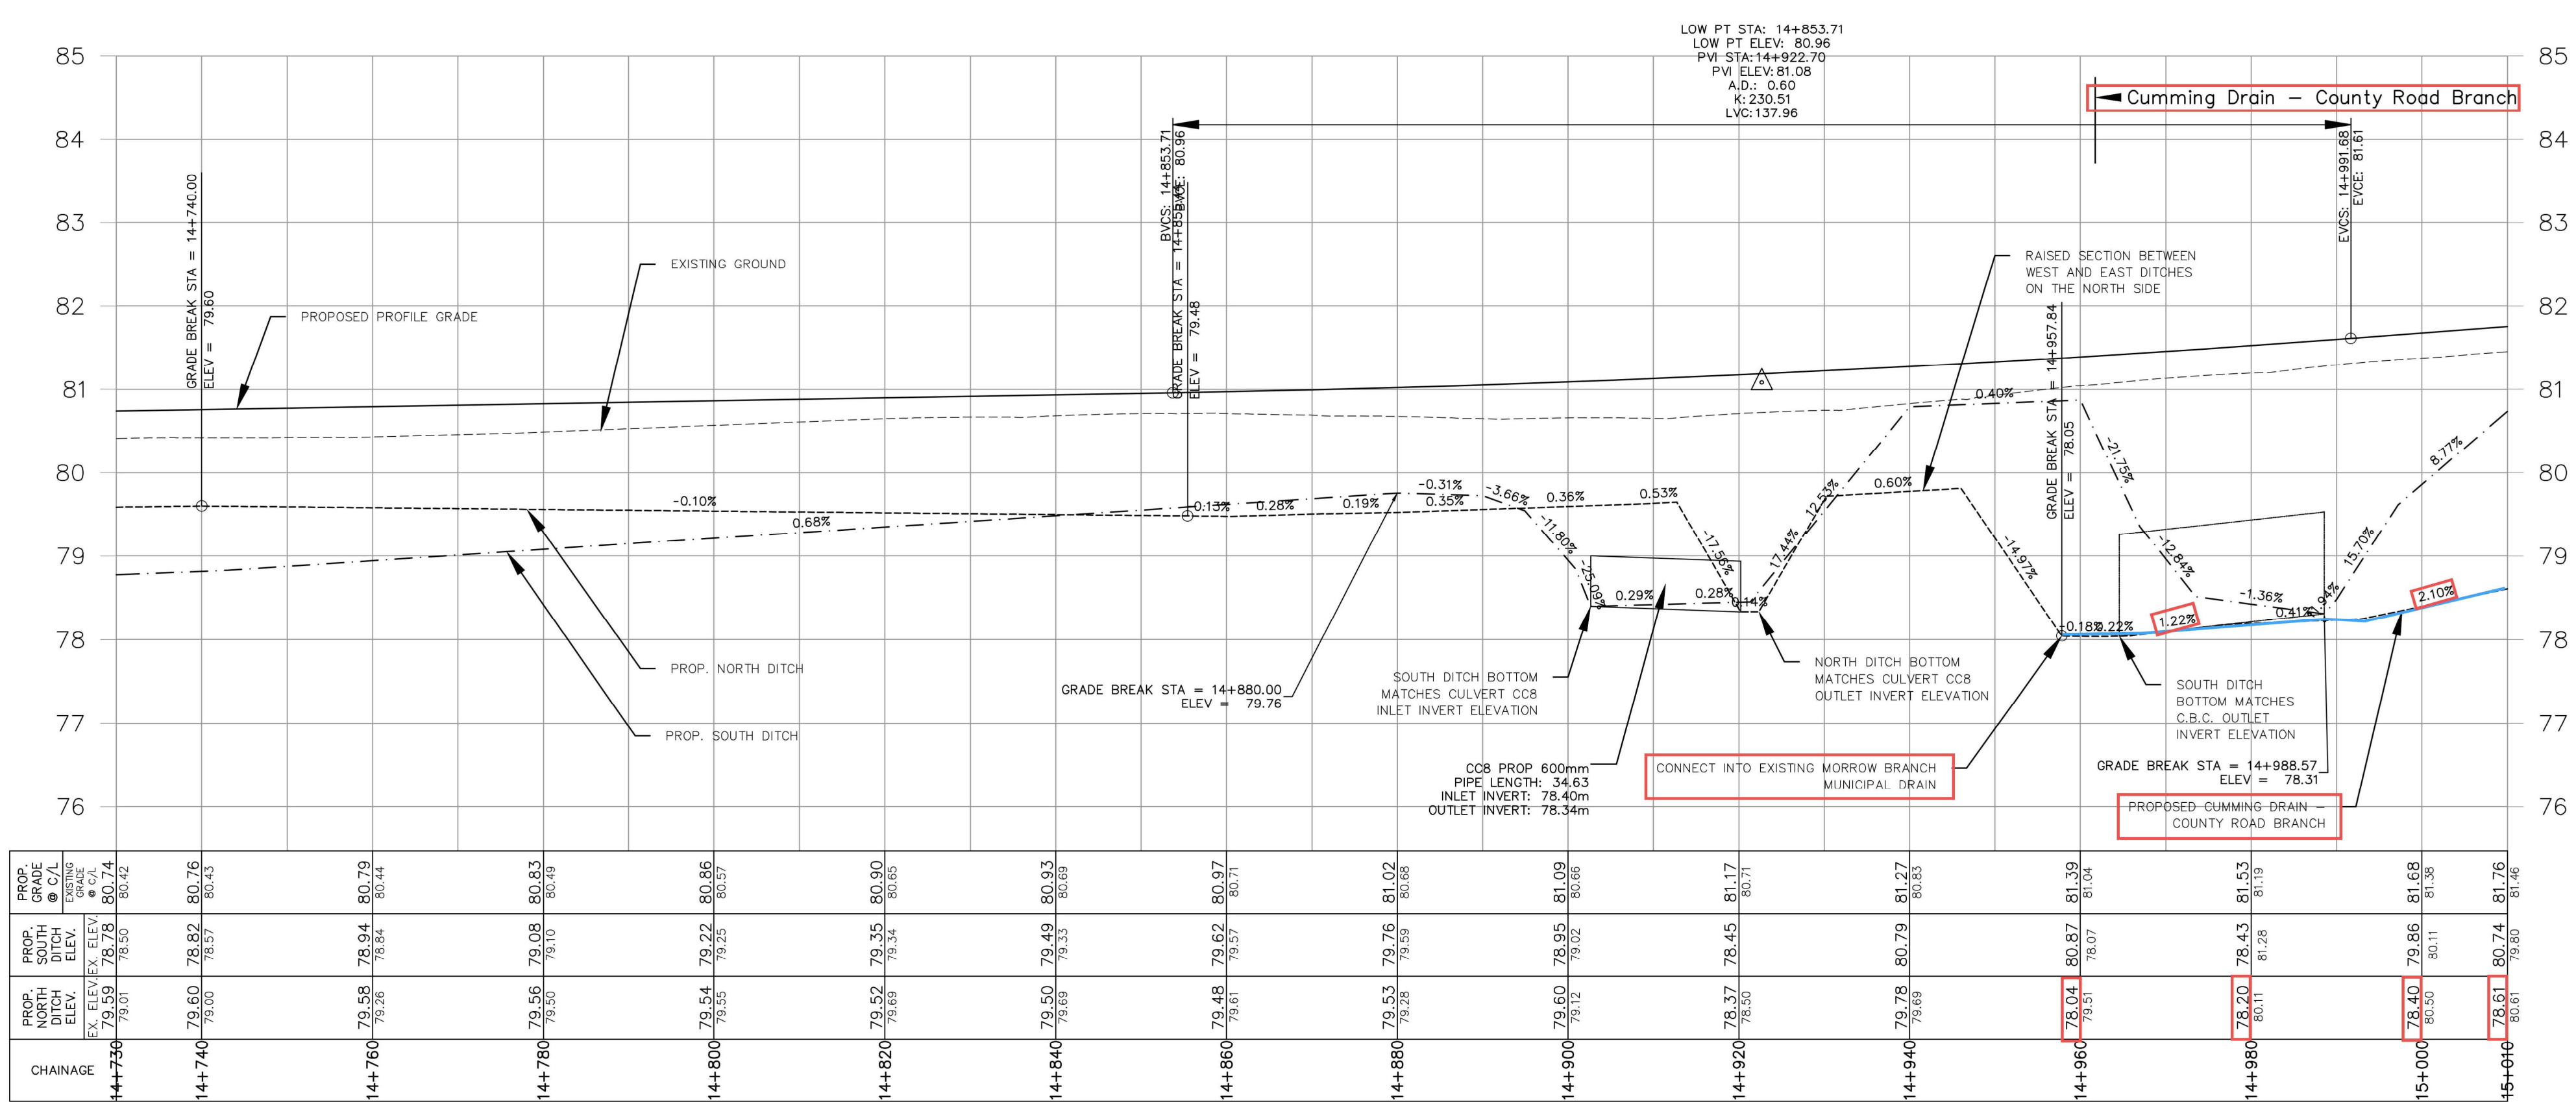 LOW PT STA: 14+853.71
LOW PT ELEV: 80.96
PVI STA:14+922.70
PVI ELEV:81.08
A.D.: 0.60
K:230.51
LVC:137.96
Cumming Drain – County Road Branch
85
84
83
82
81
80
79
78
77
76
85
84
83
82
81
80
79
78
77
76
GRADE BREAK STA = 14+740.00
ELEV = 79.60
PROPOSED PROFILE GRADE
EXISTING GROUND
BVCS: 14+853.71
BVCE: 80.96
GRADE BREAK STA = 14+855.44
ELEV = 79.48
RAISED SECTION BETWEEN
WEST AND EAST DITCHES
ON THE NORTH SIDE
GRADE BREAK STA = 14+957.84
ELEV = 78.05
EVCS: 14+991.68
EVCE: 81.61
-0.10%
0.68%
0.13%
0.28%
0.19%
-0.31%
0.35%
-3.66%
0.36%
0.53%
-11.80%
-25.09%
0.29%
0.28%
-17.56%
0.14%
17.44%
12.53%
0.60%
0.40%
-14.97%
-21.75%
-12.84%
-0.18%
0.22%
1.22%
-1.36%
0.41%
15.70%
8.77%
2.10%
PROP. NORTH DITCH
PROP. SOUTH DITCH
GRADE BREAK STA = 14+880.00
ELEV = 79.76
SOUTH DITCH BOTTOM
MATCHES CULVERT CC8
INLET INVERT ELEVATION
NORTH DITCH BOTTOM
MATCHES CULVERT CC8
OUTLET INVERT ELEVATION
CC8 PROP 600mm
PIPE LENGTH: 34.63
INLET INVERT: 78.40m
OUTLET INVERT: 78.34m
CONNECT INTO EXISTING MORROW BRANCH
MUNICIPAL DRAIN
SOUTH DITCH
BOTTOM MATCHES
C.B.C. OUTLET
INVERT ELEVATION
GRADE BREAK STA = 14+988.57
ELEV = 78.31
PROPOSED CUMMING DRAIN –
COUNTY ROAD BRANCH
PROP.
GRADE
@ C/L
EXISTING
GRADE
@ C/L
80.74 80.76 80.79 80.83 80.86 80.90 80.93 80.97 81.02 81.09 81.17 81.27 81.39 81.53 81.68 81.76
80.42 80.43 80.44 80.49 80.57 80.65 80.69 80.71 80.68 80.66 80.71 80.83 81.04 81.19 81.38 81.46
PROP.
SOUTH
DITCH
ELEV.
EX. ELEV.
78.78 78.82 78.94 79.08 79.22 79.35 79.49 79.62 79.76 78.95 78.45 80.79 80.87 78.43 79.86 80.74
78.50 78.57 78.84 79.10 79.25 79.34 79.33 79.57 79.59 79.02 78.07 81.28 80.11 79.80
PROP.
NORTH
DITCH
ELEV.
EX. ELEV.
79.59 79.60 79.58 79.56 79.54 79.52 79.50 79.48 79.53 79.60 78.37 79.78 78.04 78.20 78.40 78.61
79.01 79.00 79.26 79.50 79.55 79.69 79.69 79.61 79.28 79.12 78.50 79.69 79.51 80.11 80.50 80.61
CHAINAGE
14+730 14+740 14+760 14+780 14+800 14+820 14+840 14+860 14+880 14+900 14+920 14+940 14+960 14+980 15+000 15+010